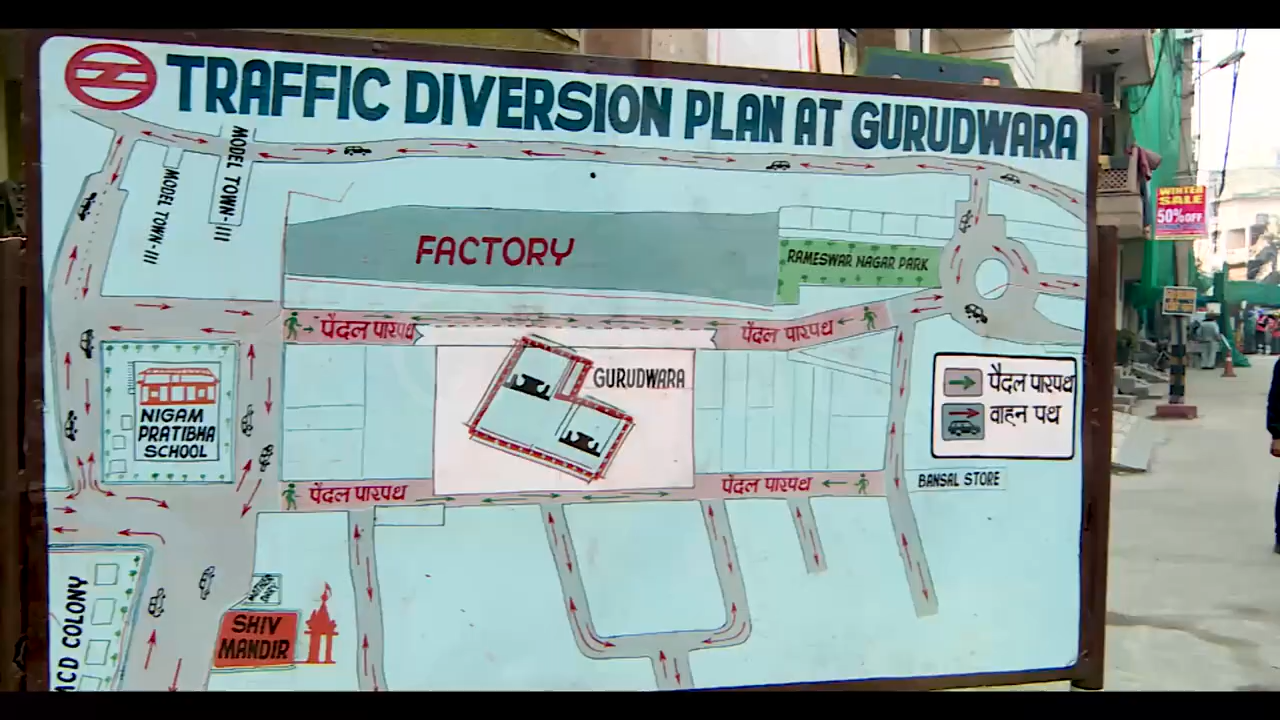 TRAFFIC DIVERSION PLAN AT GURUDWARA
MODEL TOWN-III
MODEL TOWN-III
FACTORY
RAMESWAR NAGAR PARK
WINTER
SALE
50% OFF
पैदल पारपथ
पैदल पारपथ
GURUDWARA
NIGAM
PRATIBHA
SCHOOL
पैदल पारपथ
वाहन पथ
पैदल पारपथ
पैदल पारपथ
BANSAL STORE
MCD COLONY
SHIV
MANDIR